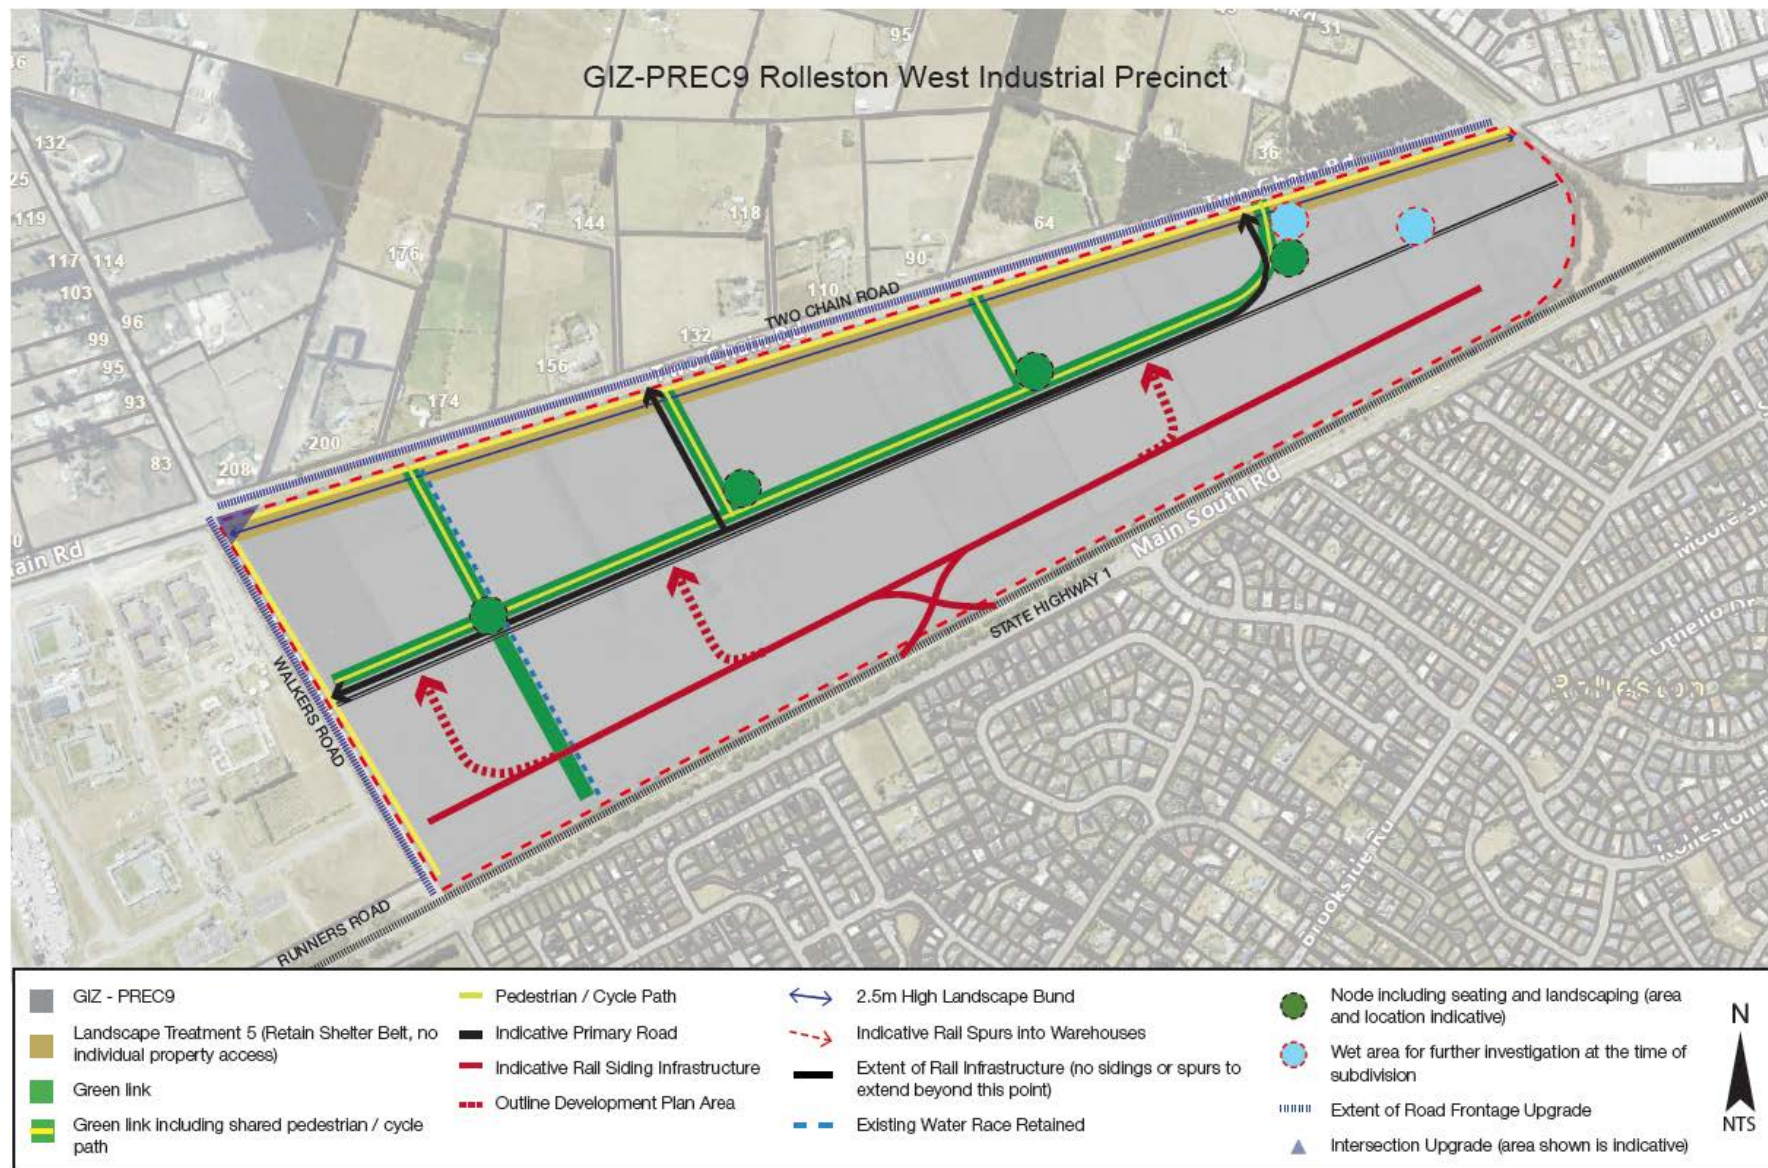 95
31
GIZ-PREC9 Rolleston West Industrial Precinct
132
36
119
144
118
64
176
117 114
90
103
110
TWO CHAIN ROAD
96
132
99
156
95
174
93
200
83
208
Main South Rd
STATE HIGHWAY 1
WALKERS ROAD
Rolleston
RUNNERS ROAD
GIZ - PREC9
Landscape Treatment 5 (Retain Shelter Belt, no
individual property access)
Green link
Green link including shared pedestrian / cycle
path
Pedestrian / Cycle Path
Indicative Primary Road
Indicative Rail Siding Infrastructure
Outline Development Plan Area
2.5m High Landscape Bund
Indicative Rail Spurs into Warehouses
Extent of Rail Infrastructure (no sidings or spurs to
extend beyond this point)
Existing Water Race Retained
Node including seating and landscaping (area
and location indicative)
Wet area for further investigation at the time of
subdivision
Extent of Road Frontage Upgrade
Intersection Upgrade (area shown is indicative)
N
NTS